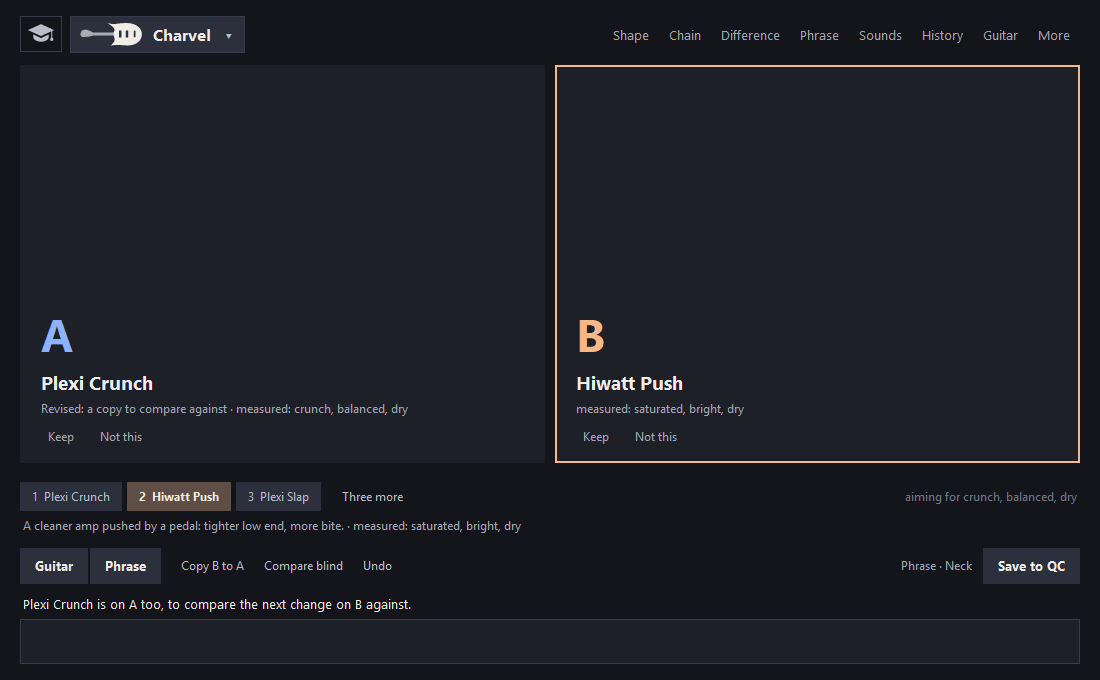 Charvel ▾ Shape Chain Difference Phrase Sounds History Guitar More
A
Plexi Crunch
Revised: a copy to compare against · measured: crunch, balanced, dry
Keep Not this
B
Hiwatt Push
measured: saturated, bright, dry
Keep Not this
1 Plexi Crunch 2 Hiwatt Push 3 Plexi Slap Three more aiming for crunch, balanced, dry
A cleaner amp pushed by a pedal: tighter low end, more bite. · measured: saturated, bright, dry
Guitar Phrase Copy B to A Compare blind Undo Phrase · Neck Save to QC
Plexi Crunch is on A too, to compare the next change on B against.